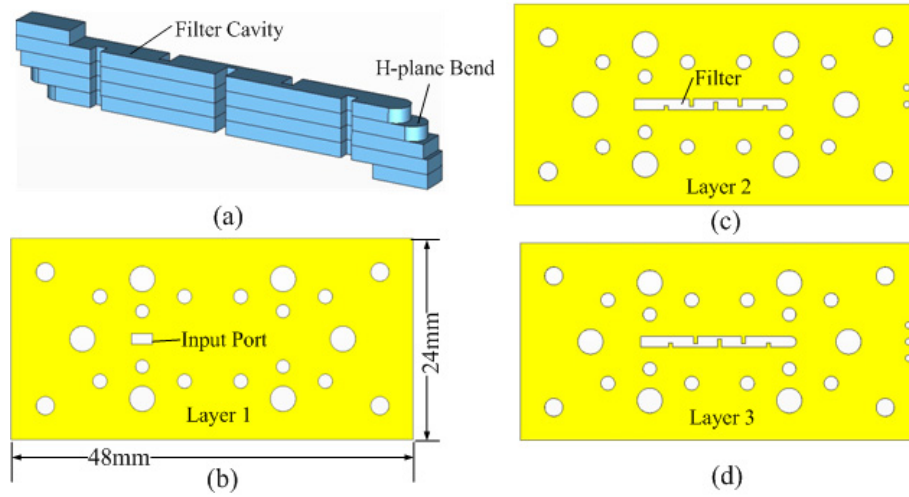 Filter Cavity
H-plane Bend
(a)
Filter
Layer 2
(c)
Input Port
Layer 1
24mm
48mm
(b)
Layer 3
(d)